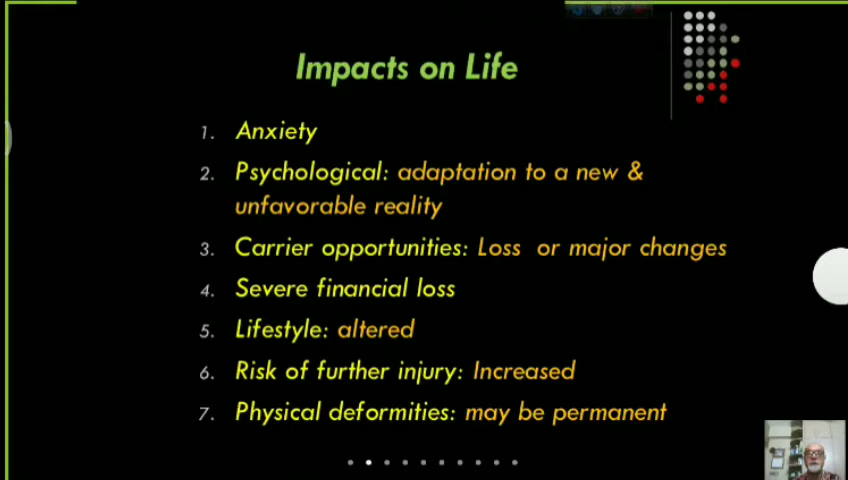 Impacts on Life
1. Anxiety
2. Psychological: adaptation to a new &
unfavorable reality
3. Carrier opportunities: Loss or major changes
4. Severe financial loss
5. Lifestyle: altered
6. Risk of further injury: Increased
7. Physical deformities: may be permanent